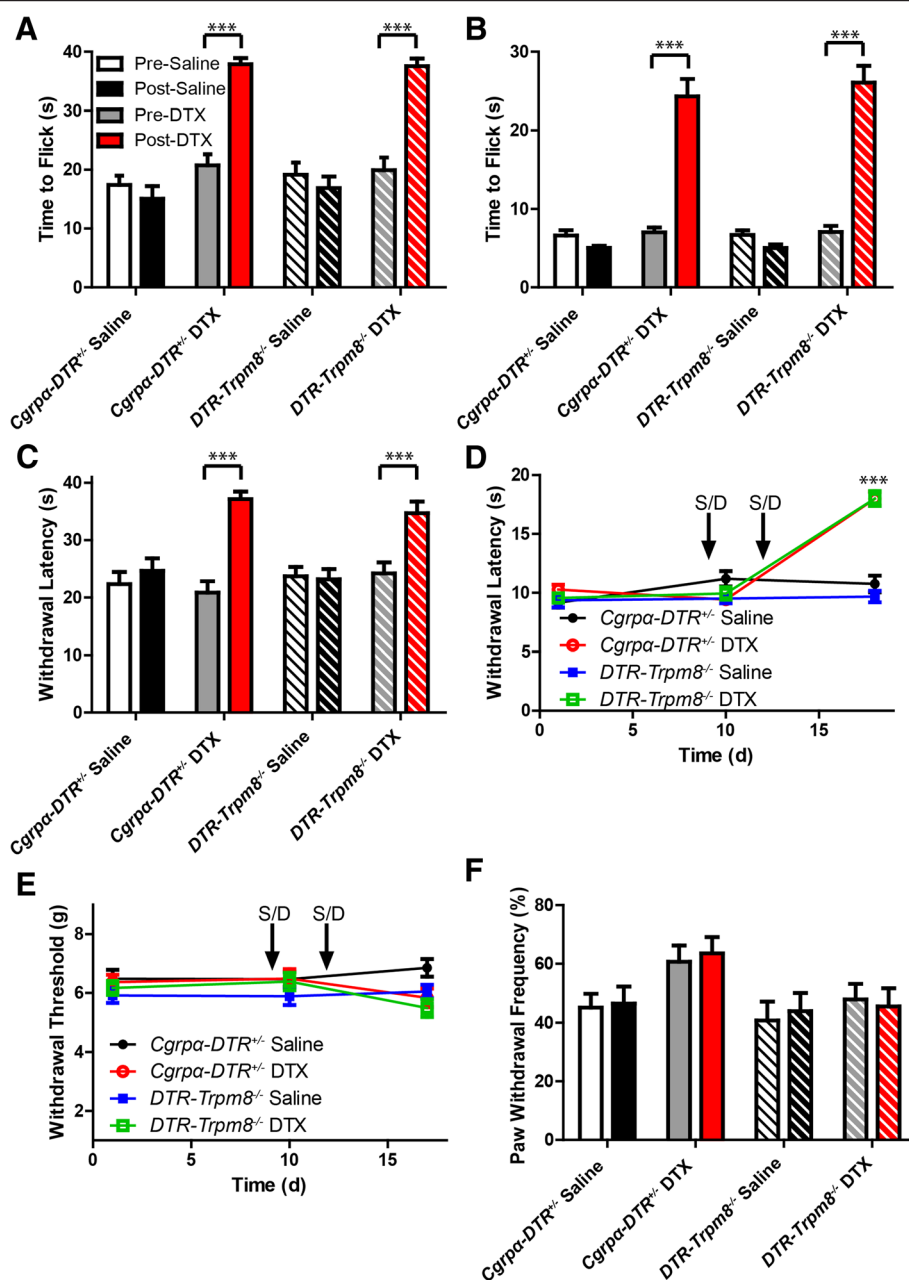 A
***
***
40
30
20
10
0
Time to Flick (s)
Pre-Saline
Post-Saline
Pre-DTX
Post-DTX
Cgrpα-DTR+/- Saline
Cgrpα-DTR+/- DTX
DTR-Trpm8-/- Saline
DTR-Trpm8-/- DTX
B
***
***
30
20
10
0
Time to Flick (s)
Cgrpα-DTR+/- Saline
Cgrpα-DTR+/- DTX
DTR-Trpm8-/- Saline
DTR-Trpm8-/- DTX
C
***
***
40
30
20
10
0
Withdrawal Latency (s)
Cgrpα-DTR+/- Saline
Cgrpα-DTR+/- DTX
DTR-Trpm8-/- Saline
DTR-Trpm8-/- DTX
D
20
15
10
5
0
Withdrawal Latency (s)
S/D
S/D
***
Cgrpα-DTR+/- Saline
Cgrpα-DTR+/- DTX
DTR-Trpm8-/- Saline
DTR-Trpm8-/- DTX
0 5 10 15
Time (d)
E
8
6
4
2
Withdrawal Threshold (g)
S/D
S/D
Cgrpα-DTR+/- Saline
Cgrpα-DTR+/- DTX
DTR-Trpm8-/- Saline
DTR-Trpm8-/- DTX
0 5 10 15
Time (d)
F
80
60
40
20
0
Paw Withdrawal Frequency (%)
Cgrpα-DTR+/- Saline
Cgrpα-DTR+/- DTX
DTR-Trpm8-/- Saline
DTR-Trpm8-/- DTX